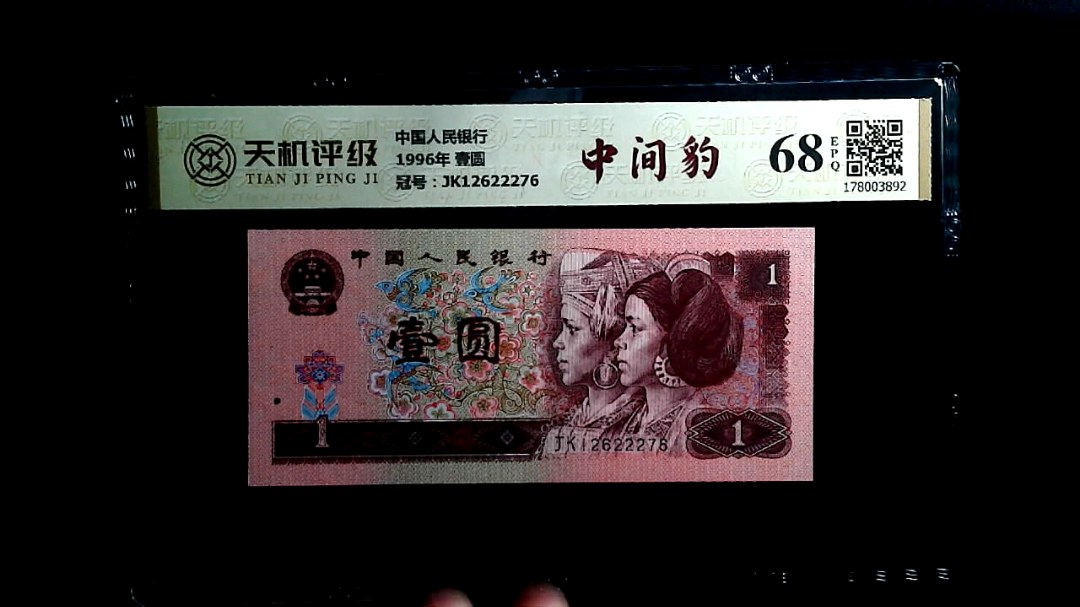 天机评级
TIAN JI PING JI
中国人民银行
1996年 壹圆
冠号：JK12622276
中间豹
68
EPQ
178003892
中国人民银行
1
壹圆
1
1
JK12622278